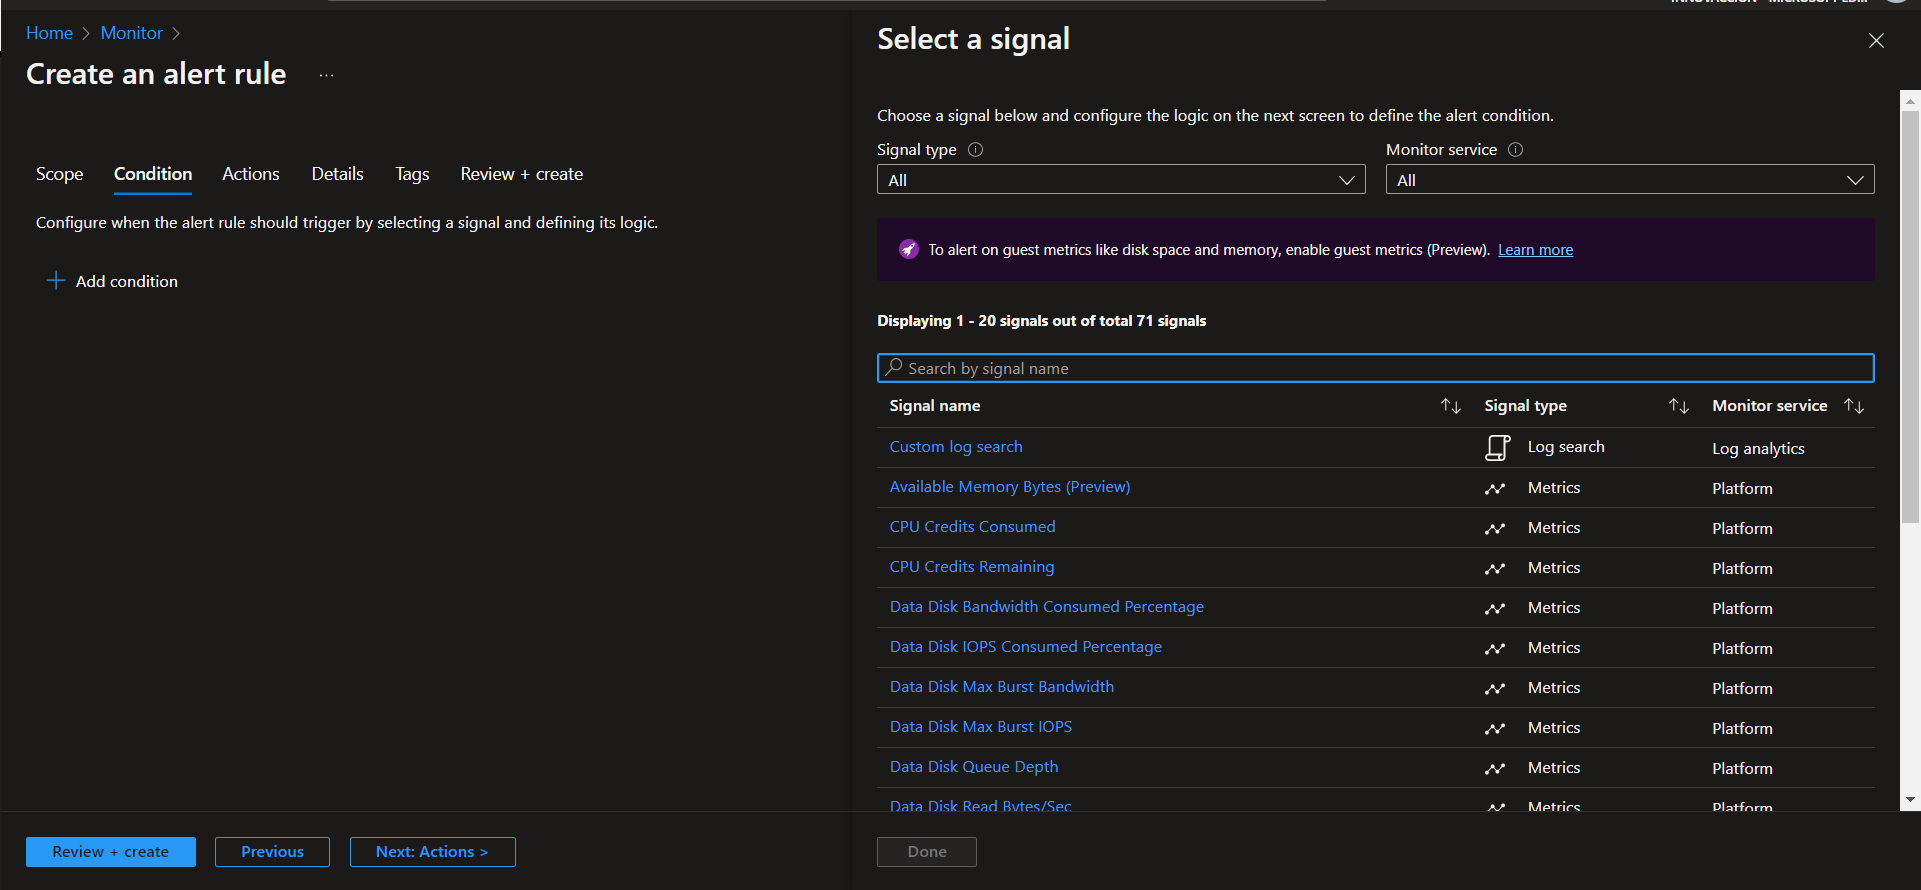 Home > Monitor >
Create an alert rule ...
Scope Condition Actions Details Tags Review + create
Configure when the alert rule should trigger by selecting a signal and defining its logic.
+ Add condition
Review + create Previous Next: Actions >
Select a signal
Choose a signal below and configure the logic on the next screen to define the alert condition.
Signal type Monitor service
All All
To alert on guest metrics like disk space and memory, enable guest metrics (Preview). Learn more
Displaying 1 - 20 signals out of total 71 signals
Search by signal name
Signal name Signal type Monitor service
Custom log search Log search Log analytics
Available Memory Bytes (Preview) Metrics Platform
CPU Credits Consumed Metrics Platform
CPU Credits Remaining Metrics Platform
Data Disk Bandwidth Consumed Percentage Metrics Platform
Data Disk IOPS Consumed Percentage Metrics Platform
Data Disk Max Burst Bandwidth Metrics Platform
Data Disk Max Burst IOPS Metrics Platform
Data Disk Queue Depth Metrics Platform
Data Disk Read Bytes/Sec Metrics Platform
Done